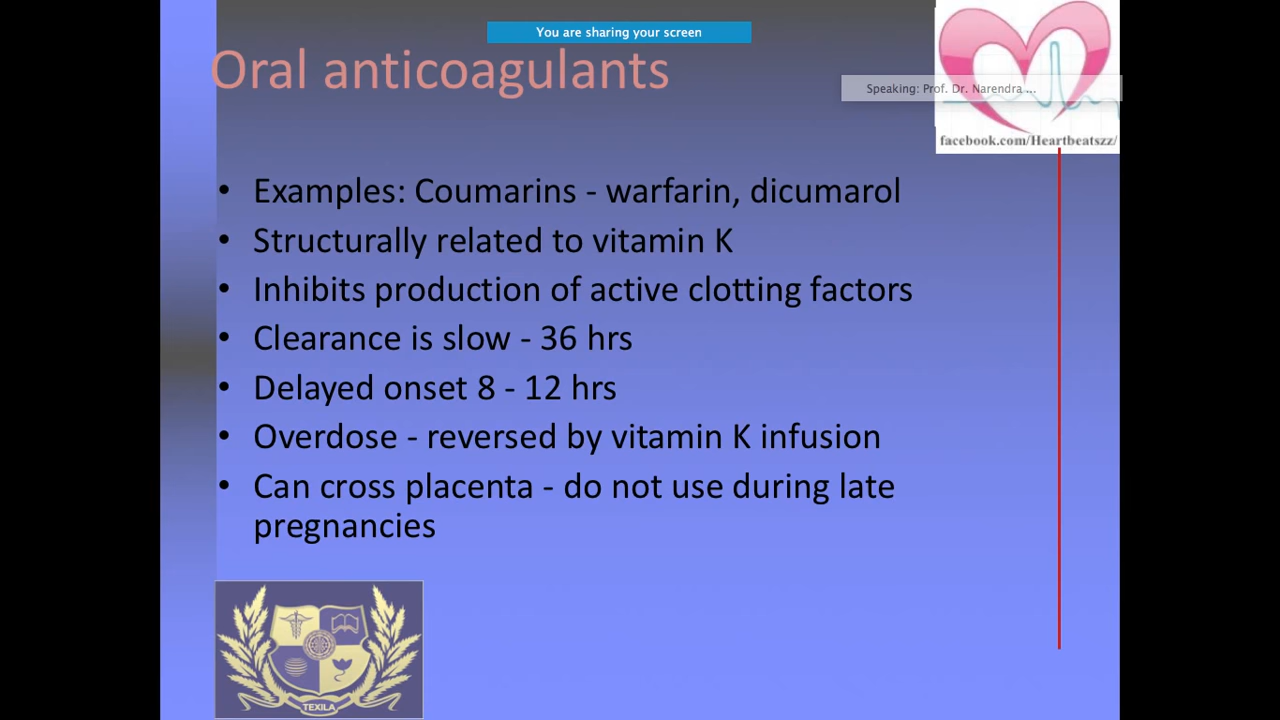 You are sharing your screen
Oral anticoagulants
Speaking: Prof. Dr. Narendra ...
facebook.com/Heartbeatszz/
• Examples: Coumarins - warfarin, dicumarol
• Structurally related to vitamin K
• Inhibits production of active clotting factors
• Clearance is slow - 36 hrs
• Delayed onset 8 - 12 hrs
• Overdose - reversed by vitamin K infusion
• Can cross placenta - do not use during late
pregnancies
TEXILA